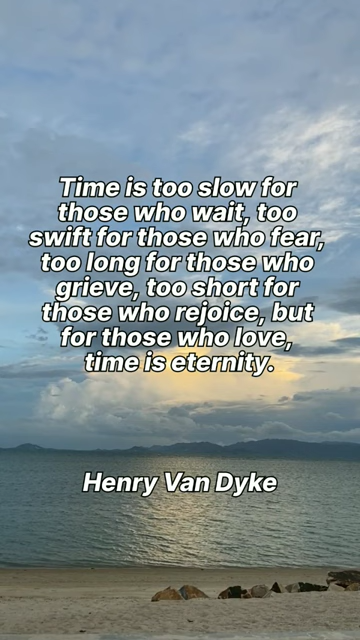 Time is too slow for
those who wait, too
swift for those who fear,
too long for those who
grieve, too short for
those who rejoice, but
for those who love,
time is eternity.
Henry Van Dyke